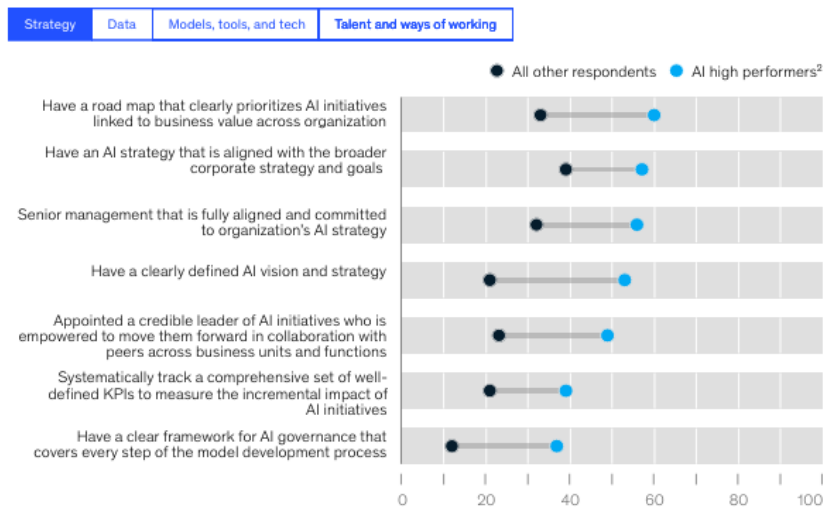 Strategy
Data
Models, tools, and tech
Talent and ways of working
All other respondents
AI high performers²
Have a road map that clearly prioritizes AI initiatives
linked to business value across organization
Have an AI strategy that is aligned with the broader
corporate strategy and goals
Senior management that is fully aligned and committed
to organization's AI strategy
Have a clearly defined AI vision and strategy
Appointed a credible leader of AI initiatives who is
empowered to move them forward in collaboration with
peers across business units and functions
Systematically track a comprehensive set of well-
defined KPIs to measure the incremental impact of
AI initiatives
Have a clear framework for AI governance that
covers every step of the model development process
0 20 40 60 80 100